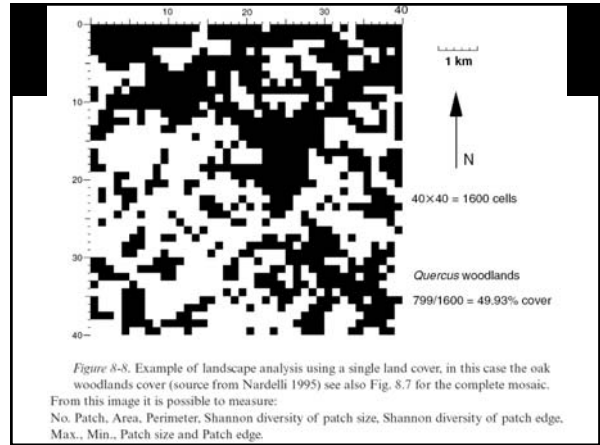 10 20 30 40
0
10
20
30
40
1 km
N
40×40 = 1600 cells
Quercus woodlands
799/1600 = 49.93% cover
Figure 8-8. Example of landscape analysis using a single land cover, in this case the oak
woodlands cover (source from Nardelli 1995) see also Fig. 8.7 for the complete mosaic.
From this image it is possible to measure:
No. Patch, Area, Perimeter, Shannon diversity of patch size, Shannon diversity of patch edge,
Max., Min., Patch size and Patch edge.